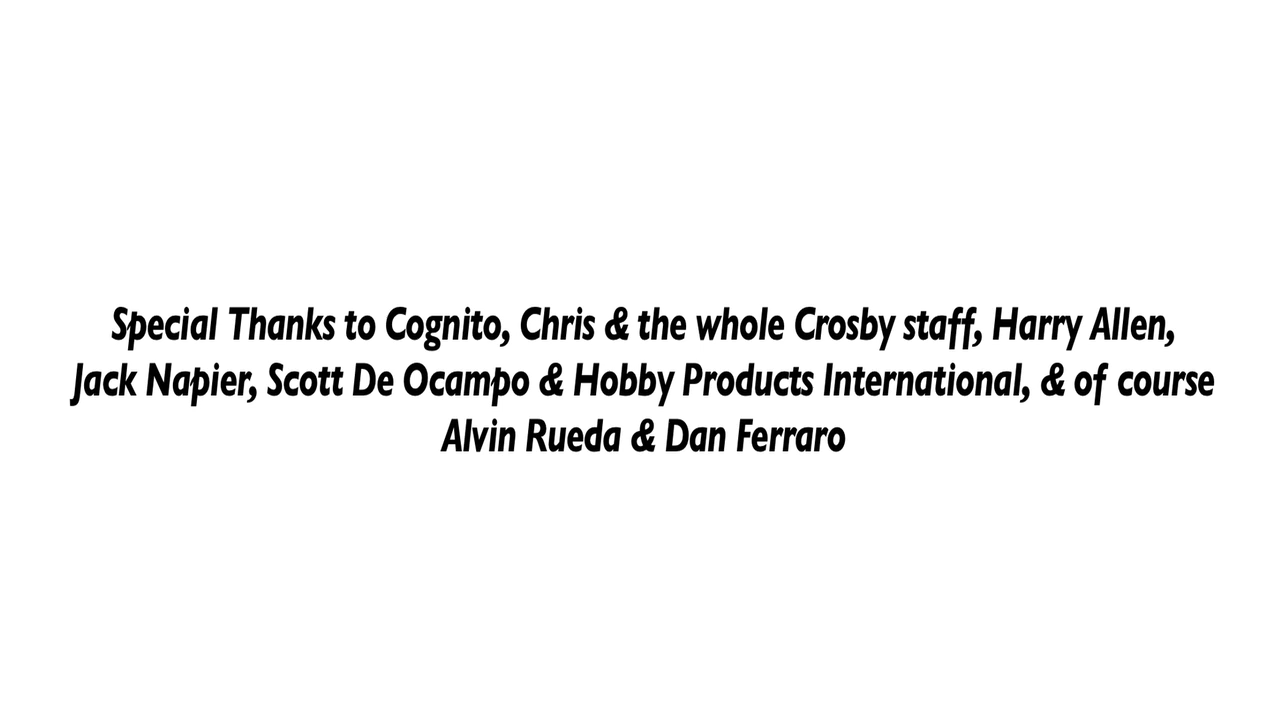 Special Thanks to Cognito, Chris & the whole Crosby staff, Harry Allen,
Jack Napier, Scott De Ocampo & Hobby Products International, & of course
Alvin Rueda & Dan Ferraro